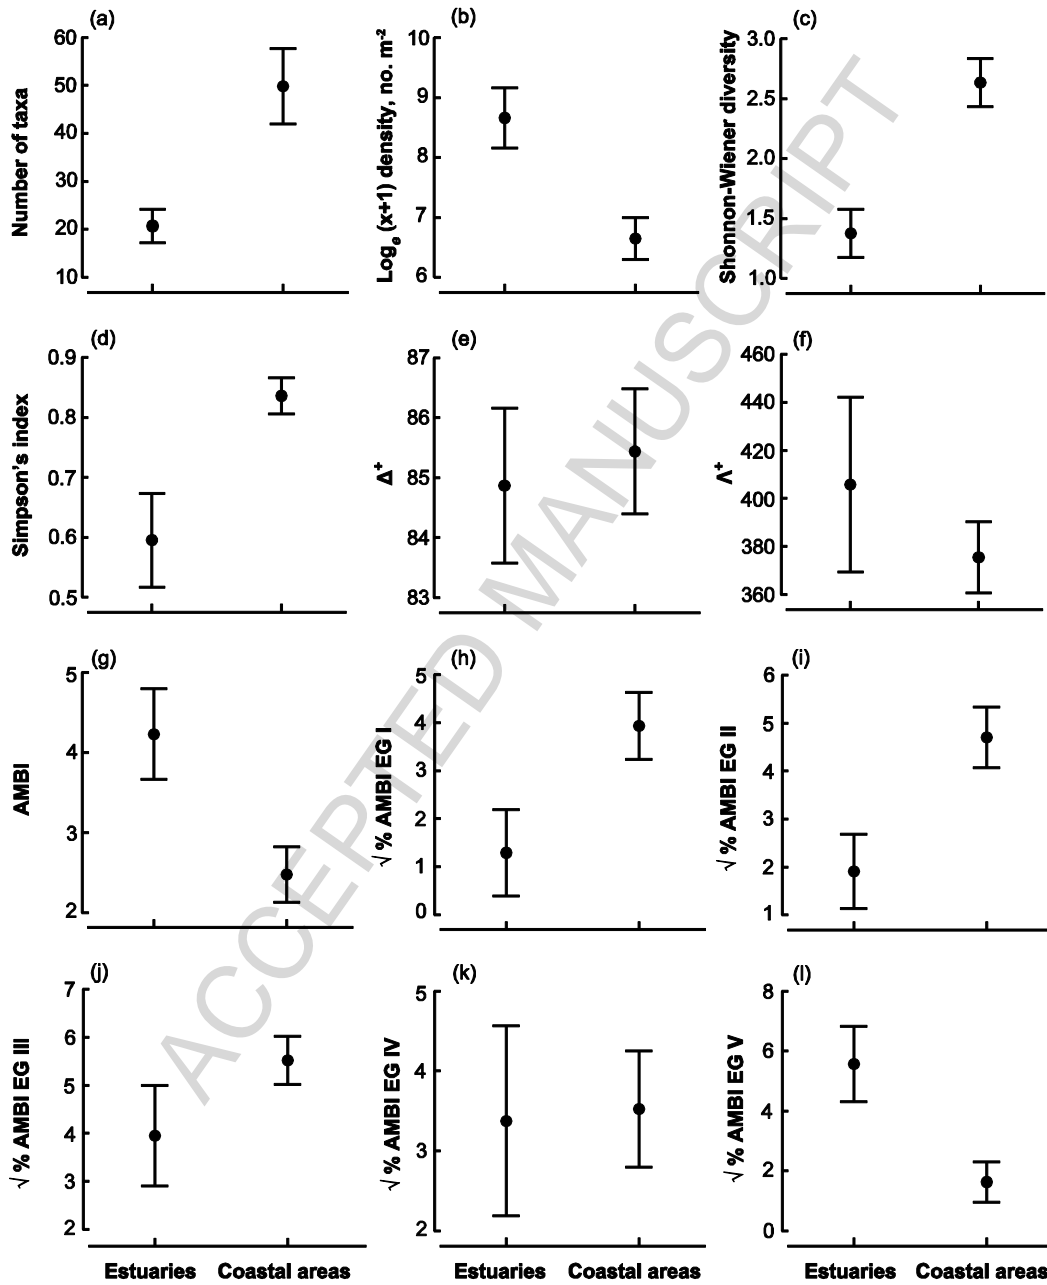 (a)
Number of taxa
60
50
40
30
20
10
(b)
Logₑ (x+1) density, no. m⁻²
10
9
8
7
6
(c)
Shonnon-Wiener diversity
3.0
2.5
2.0
1.5
1.0
(d)
Simpson's index
0.9
0.8
0.7
0.6
0.5
(e)
Δ⁺
87
86
85
84
83
(f)
Λ⁺
460
440
420
400
380
360
(g)
AMBI
5
4
3
2
(h)
√ % AMBI EG I
5
4
3
2
1
0
(i)
√ % AMBI EG II
6
5
4
3
2
1
(j)
√ % AMBI EG III
7
6
5
4
3
2
(k)
√ % AMBI EG IV
5
4
3
2
(l)
√ % AMBI EG V
8
6
4
2
0
Estuaries Coastal areas
Estuaries Coastal areas
Estuaries Coastal areas
ACCEPTED MANUSCRIPT